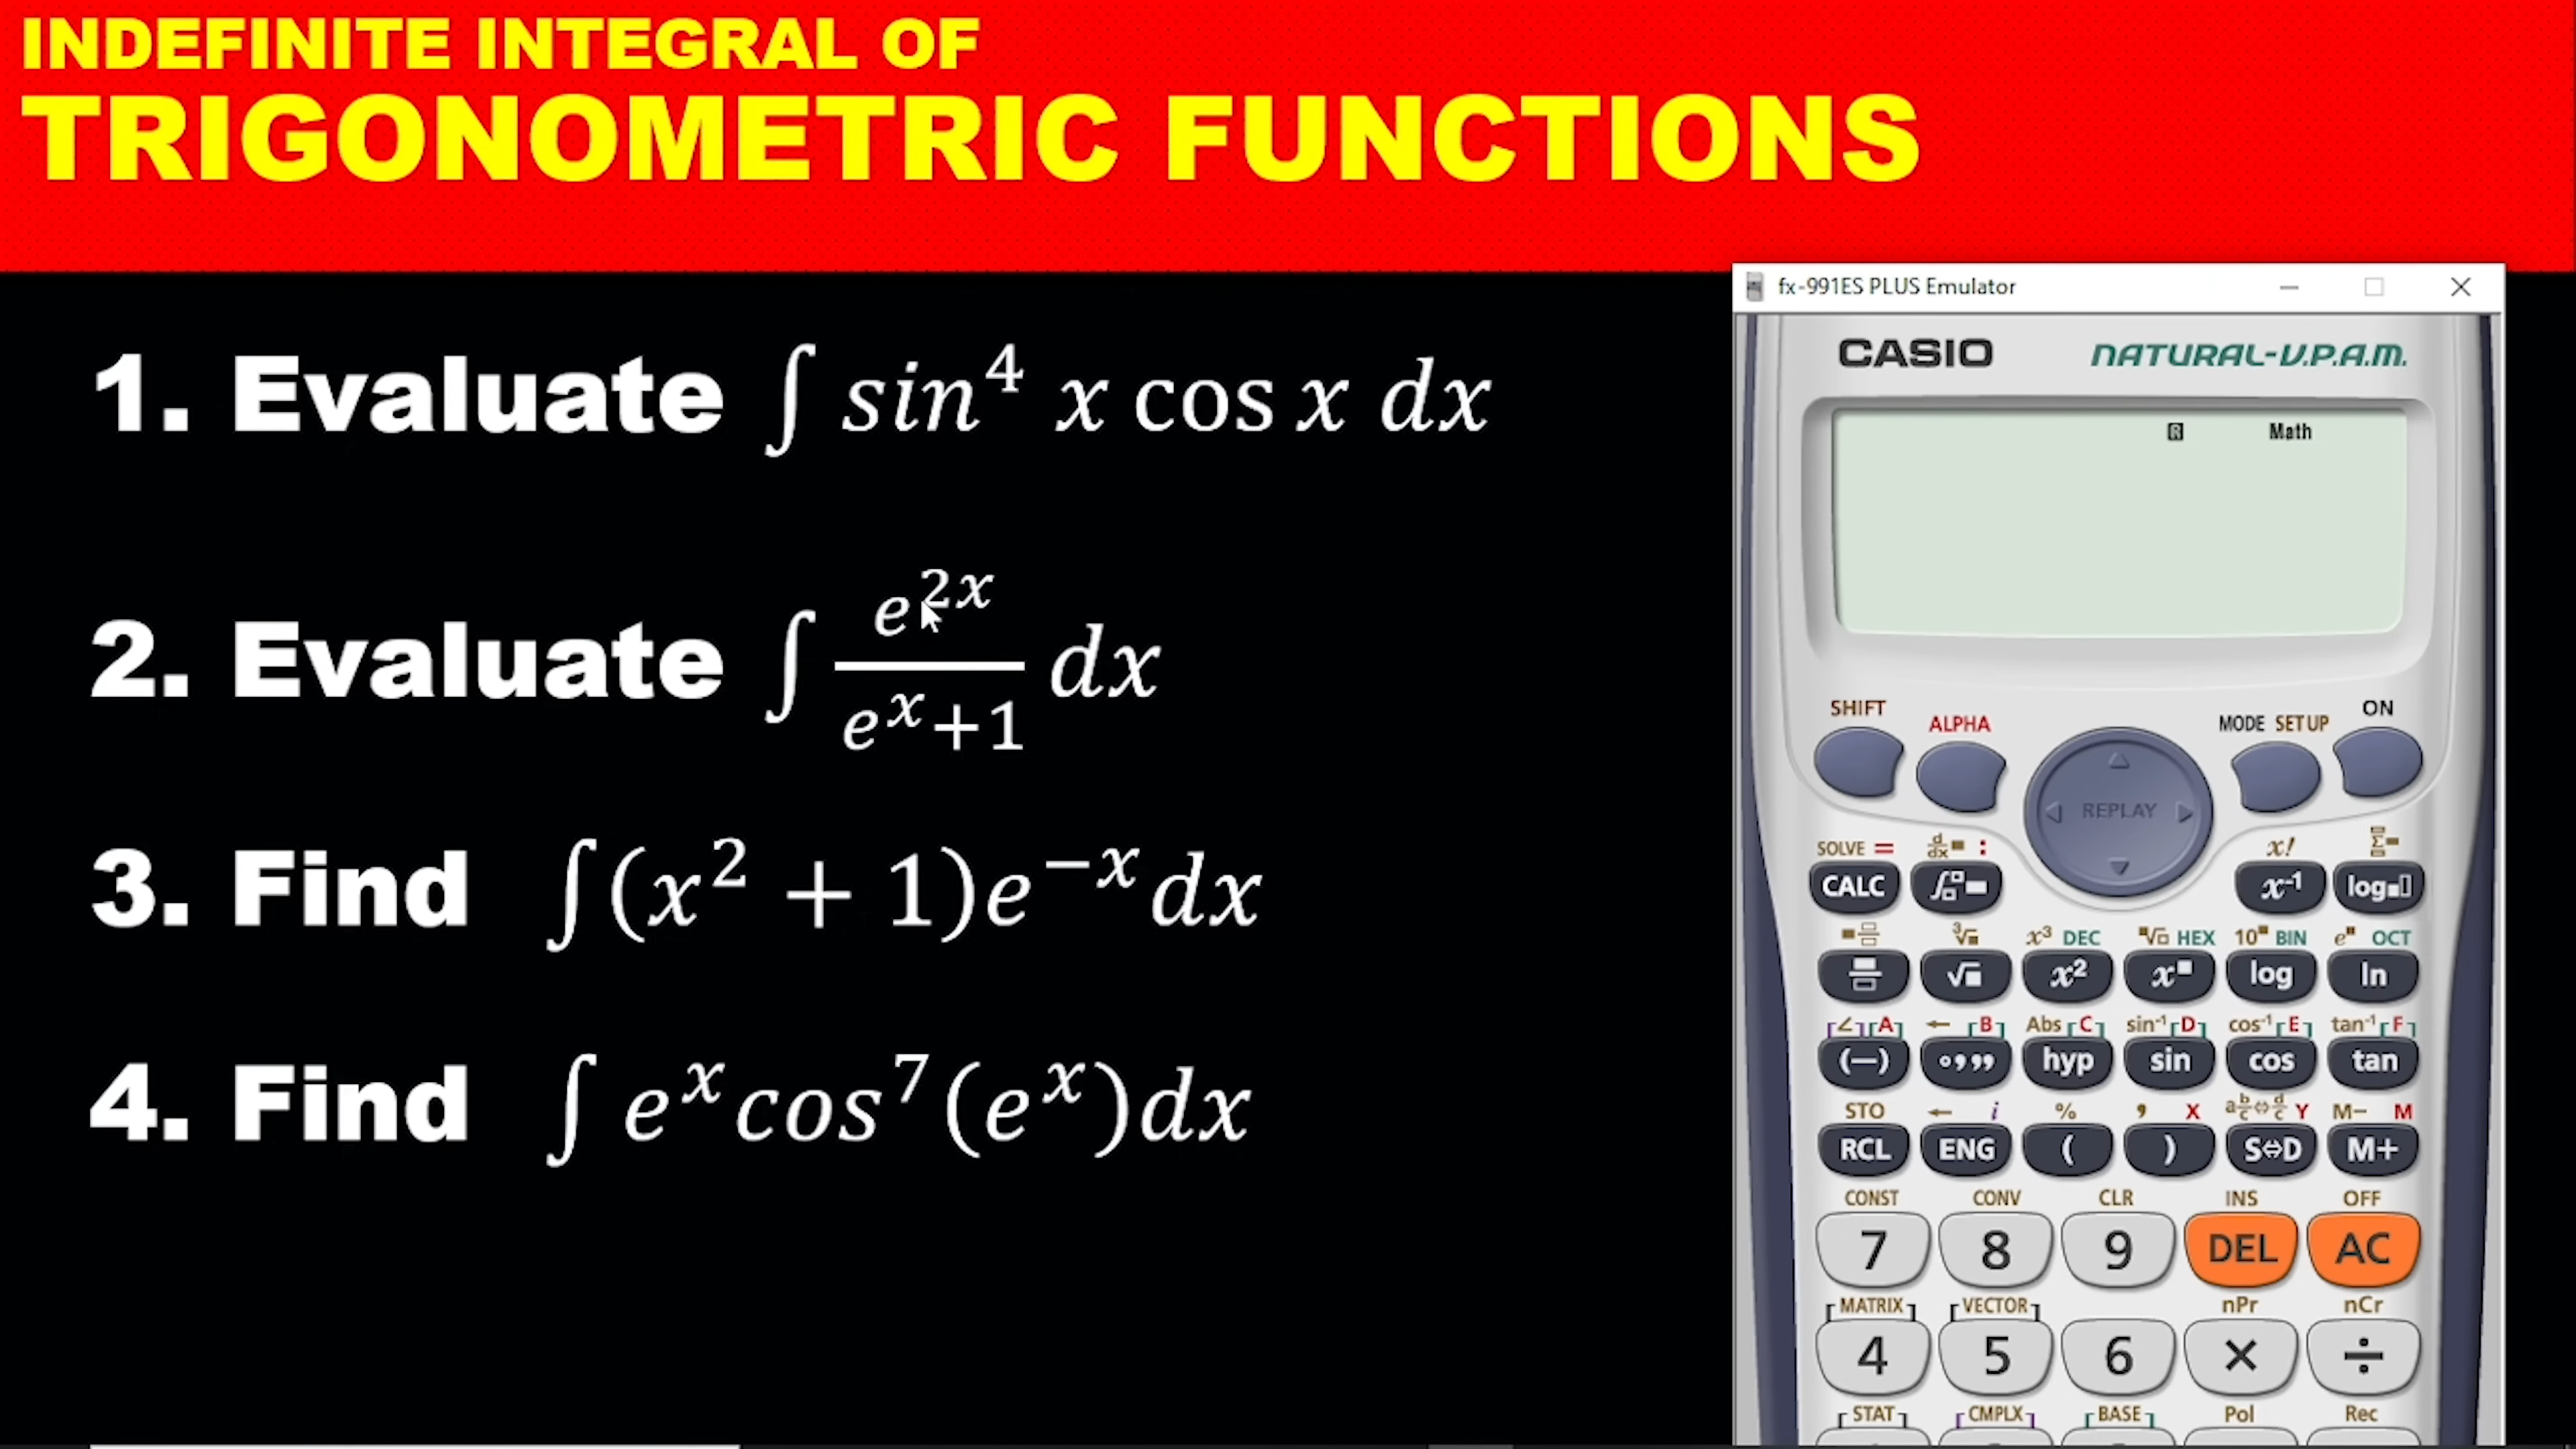 INDEFINITE INTEGRAL OF
TRIGONOMETRIC FUNCTIONS
1. Evaluate ∫ sin⁴ x cos x dx
2. Evaluate ∫ e²ˣ/(eˣ+1) dx
3. Find ∫(x² + 1)e⁻ˣdx
4. Find ∫ eˣcos⁷(eˣ)dx
fx-991ES PLUS Emulator
CASIO NATURAL-V.P.A.M.
Math
SHIFT ALPHA MODE SETUP ON
REPLAY
SOLVE = d/dx : x! Σ
CALC ∫ x⁻¹ log
³√ x³ DEC √ HEX 10 BIN e OCT
√ x² x log ln
∠ A ← B Abs C sin⁻¹ D cos⁻¹ E tan⁻¹ F
(−) °,,, hyp sin cos tan
STO ← i % , X a b/c⇔d/c Y M− M
RCL ENG ( ) S⇔D M+
CONST CONV CLR INS OFF
7 8 9 DEL AC
MATRIX VECTOR nPr nCr
4 5 6 × ÷
STAT CMPLX BASE Pol Rec